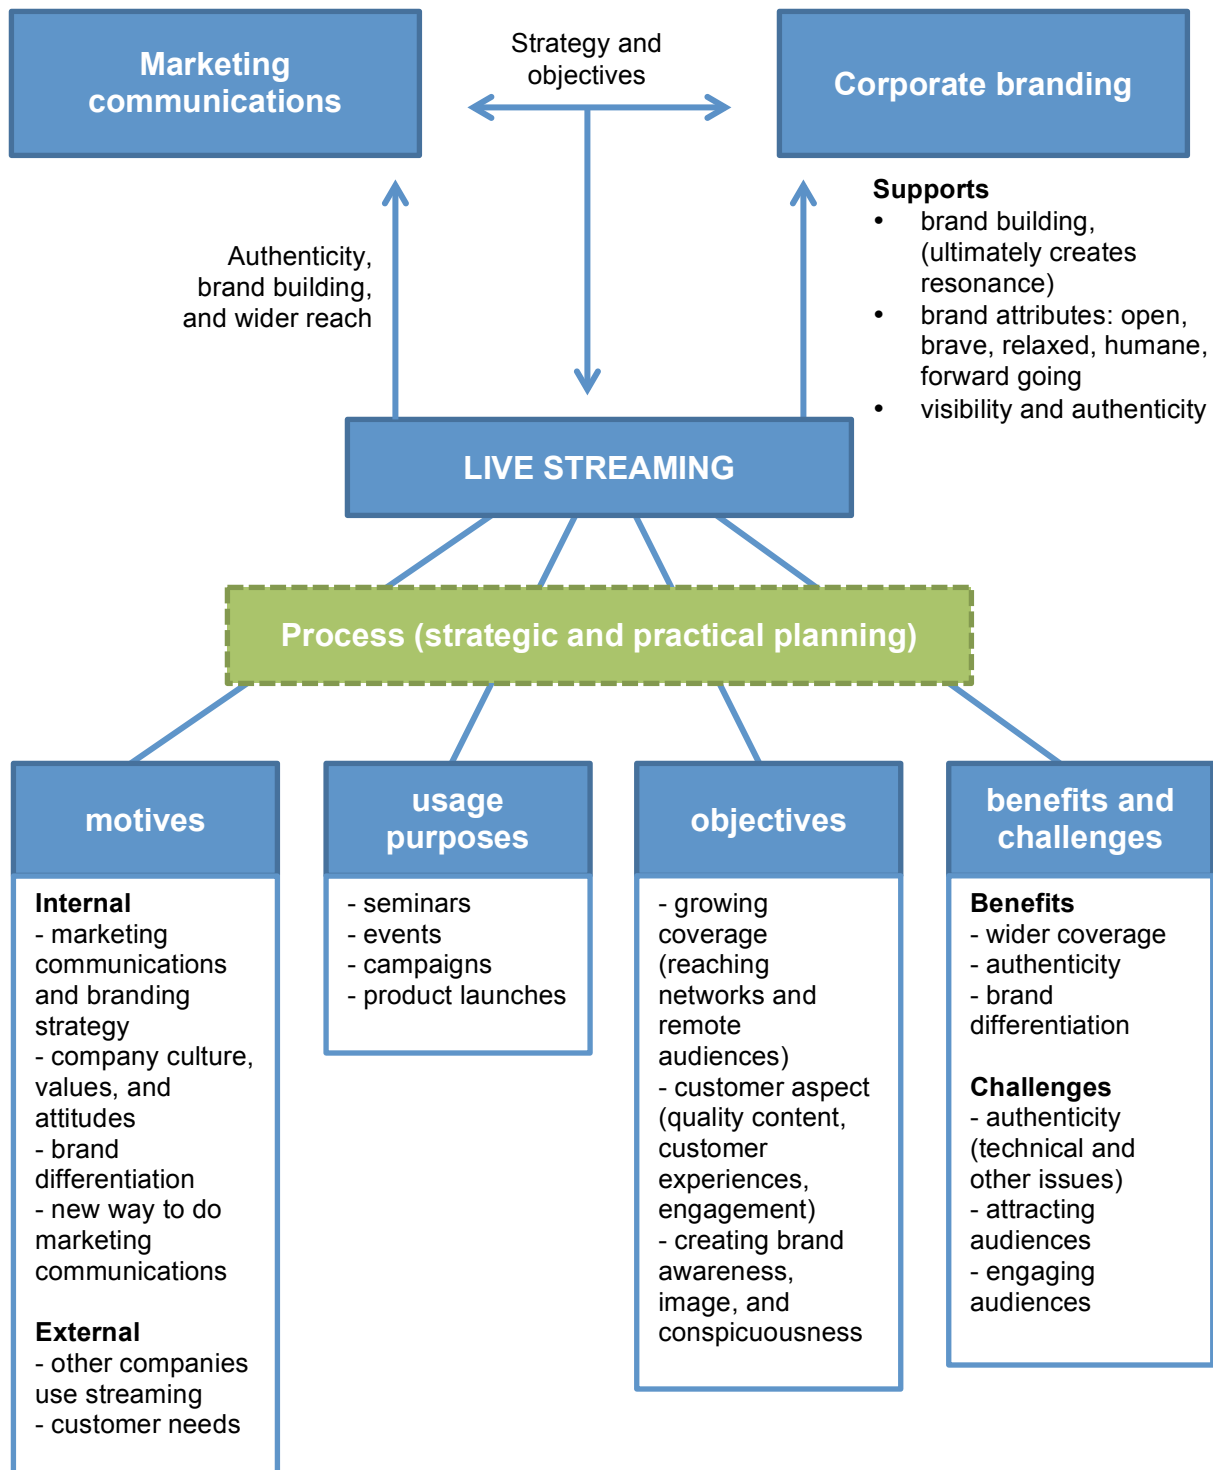 Marketing
communications
Strategy and
objectives
Corporate branding
Authenticity,
brand building,
and wider reach
Supports
• brand building,
(ultimately creates
resonance)
• brand attributes: open,
brave, relaxed, humane,
forward going
• visibility and authenticity
LIVE STREAMING
Process (strategic and practical planning)
motives
Internal
- marketing
communications
and branding
strategy
- company culture,
values, and
attitudes
- brand
differentiation
- new way to do
marketing
communications
External
- other companies
use streaming
- customer needs
usage
purposes
- seminars
- events
- campaigns
- product launches
objectives
- growing
coverage
(reaching
networks and
remote
audiences)
- customer aspect
(quality content,
customer
experiences,
engagement)
- creating brand
awareness,
image, and
conspicuousness
benefits and
challenges
Benefits
- wider coverage
- authenticity
- brand
differentiation
Challenges
- authenticity
(technical and
other issues)
- attracting
audiences
- engaging
audiences